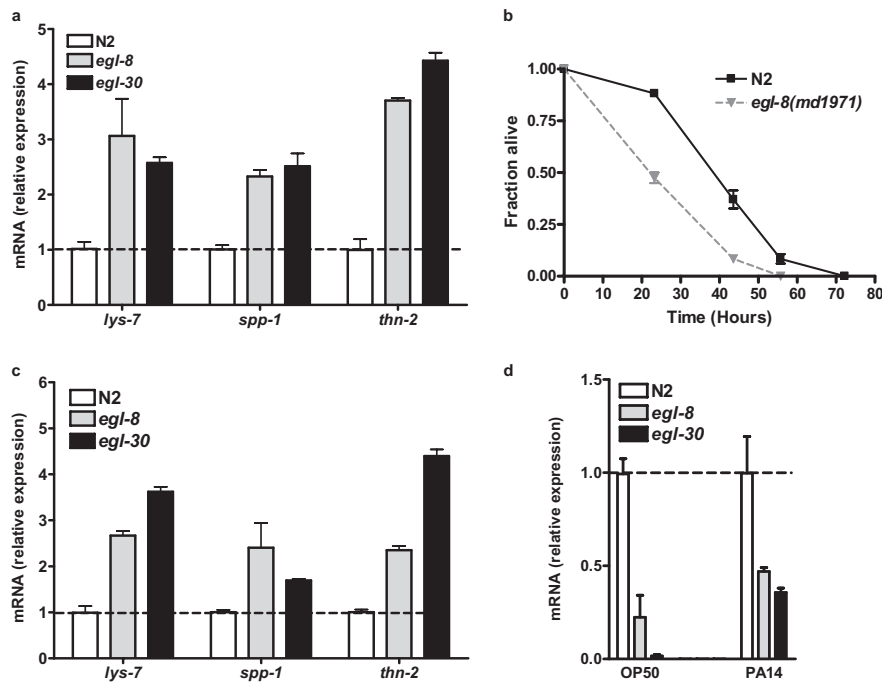 a
mRNA (relative expression)
5
4
3
2
1
0
N2
egl-8
egl-30
lys-7
spp-1
thn-2
b
Fraction alive
1.00
0.75
0.50
0.25
0.00
N2
egl-8(md1971)
0 10 20 30 40 50 60 70 80
Time (Hours)
c
mRNA (relative expression)
6
5
4
3
2
1
0
N2
egl-8
egl-30
lys-7
spp-1
thn-2
d
mRNA (relative expression)
1.5
1.0
0.5
0.0
N2
egl-8
egl-30
OP50
PA14